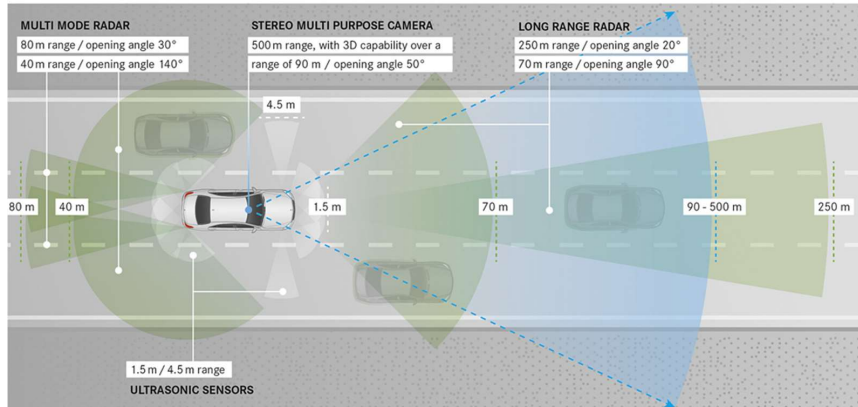 MULTI MODE RADAR
80 m range / opening angle 30°
40 m range / opening angle 140°
STEREO MULTI PURPOSE CAMERA
500 m range, with 3D capability over a
range of 90 m / opening angle 50°
LONG RANGE RADAR
250 m range / opening angle 20°
70 m range / opening angle 90°
4.5 m
80 m
40 m
1.5 m
70 m
90 - 500 m
250 m
1.5 m / 4.5 m range
ULTRASONIC SENSORS